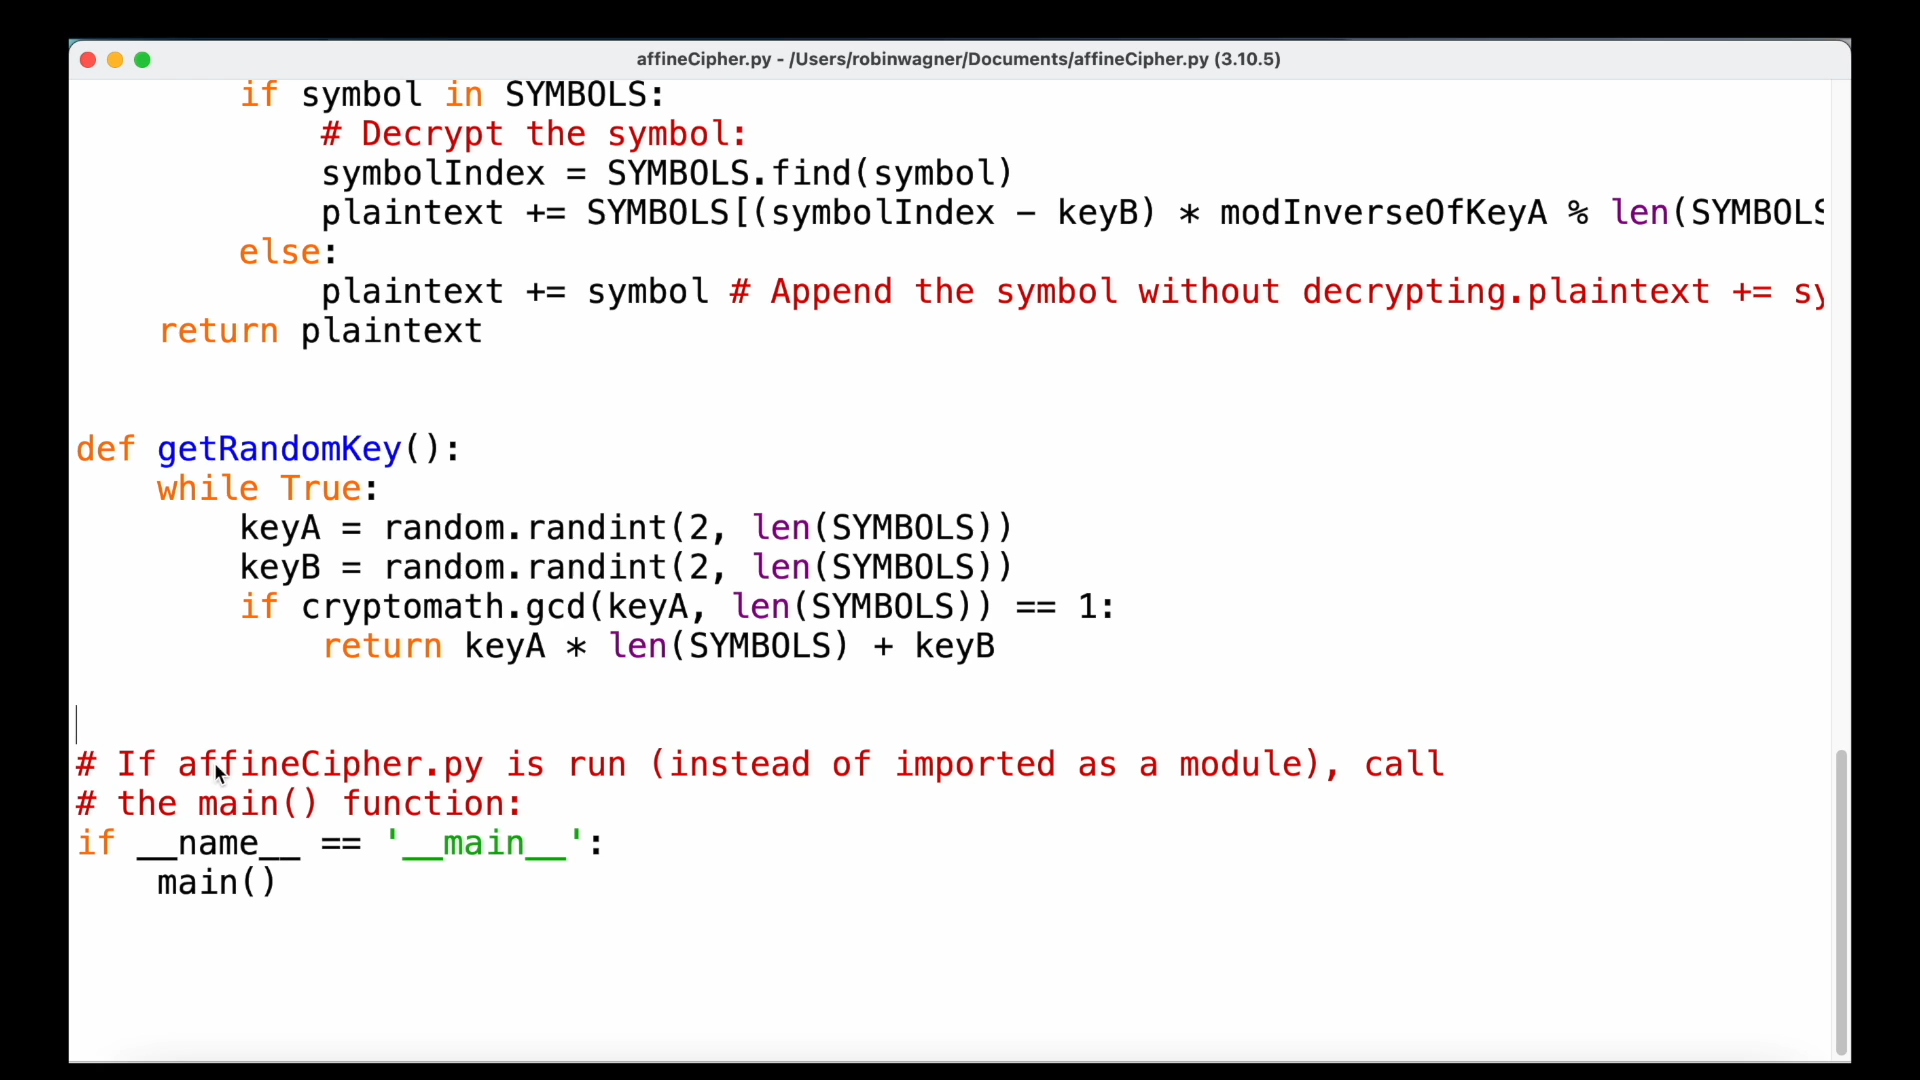 affineCipher.py - /Users/robinwagner/Documents/affineCipher.py (3.10.5)
        if symbol in SYMBOLS:
            # Decrypt the symbol:
            symbolIndex = SYMBOLS.find(symbol)
            plaintext += SYMBOLS[(symbolIndex - keyB) * modInverseOfKeyA % len(SYMBOLS
        else:
            plaintext += symbol # Append the symbol without decrypting.plaintext += sy
    return plaintext
def getRandomKey():
    while True:
        keyA = random.randint(2, len(SYMBOLS))
        keyB = random.randint(2, len(SYMBOLS))
        if cryptomath.gcd(keyA, len(SYMBOLS)) == 1:
            return keyA * len(SYMBOLS) + keyB
# If affineCipher.py is run (instead of imported as a module), call
# the main() function:
if __name__ == '__main__':
    main()